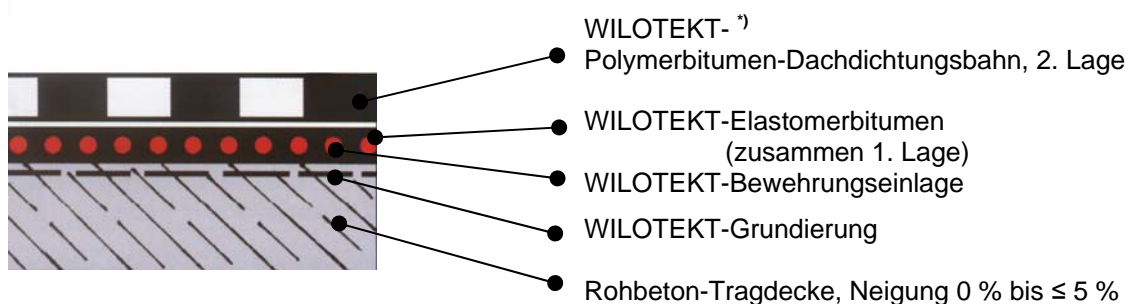 WILOTEKT- *)
Polymerbitumen-Dachdichtungsbahn, 2. Lage
WILOTEKT-Elastomerbitumen
(zusammen 1. Lage)
WILOTEKT-Bewehrungseinlage
WILOTEKT-Grundierung
Rohbeton-Tragdecke, Neigung 0 % bis ≤ 5 %